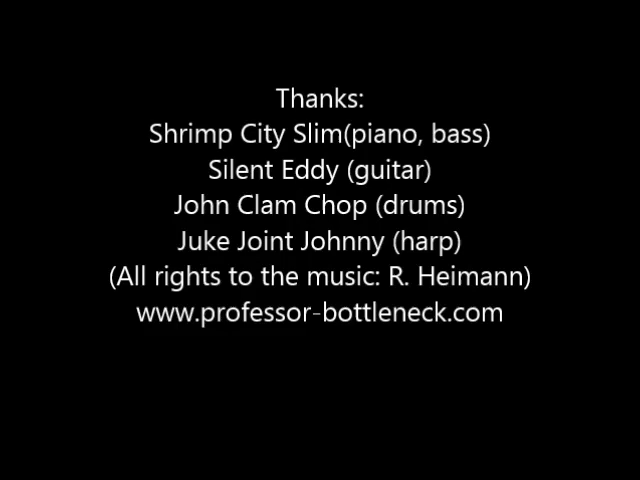 Thanks:
Shrimp City Slim(piano, bass)
Silent Eddy (guitar)
John Clam Chop (drums)
Juke Joint Johnny (harp)
(All rights to the music: R. Heimann)
www.professor-bottleneck.com